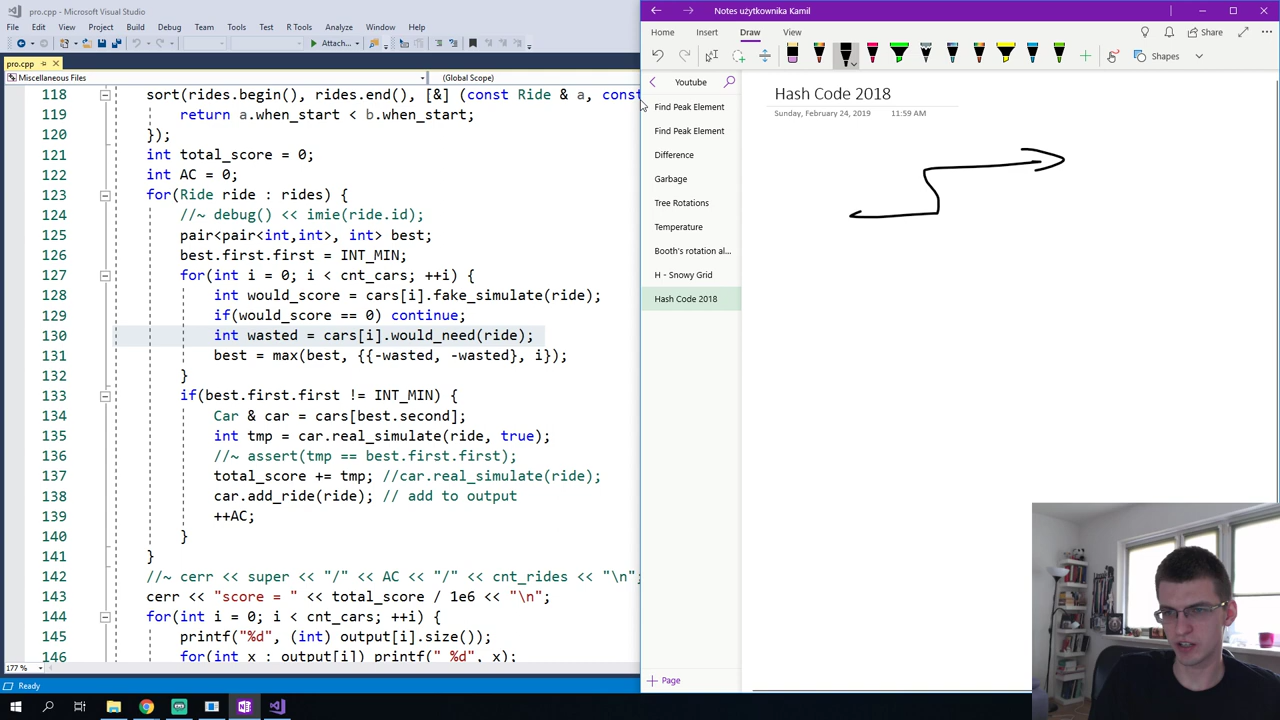 pro.cpp - Microsoft Visual Studio
File Edit View Debug Team Tools Test R Tools Analyze Window Help
Attach...
pro.cpp
Miscellaneous Files
(Global Scope)
118 sort(rides.begin(), rides.end(), [&] (const Ride & a, cons
119 return a.when_start < b.when_start;
120 });
121 int total_score = 0;
122 int AC = 0;
123 for(Ride ride : rides) {
124 //~ debug() << imie(ride.id);
125 pair<pair<int,int>, int> best;
126 best.first.first = INT_MIN;
127 for(int i = 0; i < cnt_cars; ++i) {
128 int would_score = cars[i].fake_simulate(ride);
129 if(would_score == 0) continue;
130 int wasted = cars[i].would_need(ride);
131 best = max(best, {{-wasted, -wasted}, i});
132 }
133 if(best.first.first != INT_MIN) {
134 Car & car = cars[best.second];
135 int tmp = car.real_simulate(ride, true);
136 //~ assert(tmp == best.first.first);
137 total_score += tmp; //car.real_simulate(ride);
138 car.add_ride(ride); // add to output
139 ++AC;
140 }
141 }
142 //~ cerr << super << "/" << AC << "/" << cnt_rides << "\n";
143 cerr << "score = " << total_score / 1e6 << "\n";
144 for(int i = 0; i < cnt_cars; ++i) {
145 printf("%d", (int) output[i].size());
146 for(int x : output[i]) printf(" %d", x);
177 %
Ready
Notes użytkownika Kamil
Home Insert Draw View
Share
Shapes
Youtube
Find Peak Element
Find Peak Element
Difference
Garbage
Tree Rotations
Temperature
Booth's rotation al...
H - Snowy Grid
Hash Code 2018
Page
Hash Code 2018
Sunday, February 24, 2019 11:59 AM